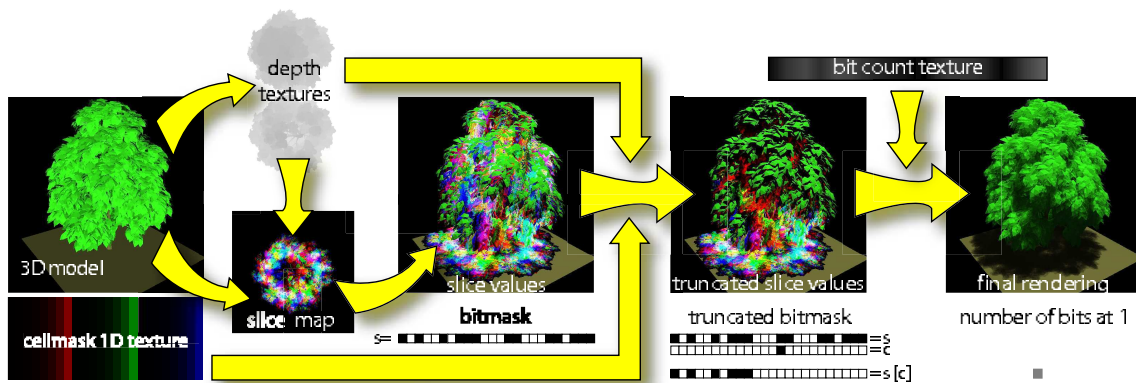 depth
textures
bit count texture
3D model
slice map
slice values
truncated slice values
final rendering
cellmask 1D texture
bitmask
truncated bitmask
number of bits at 1
s=
=s
=c
=s [c]